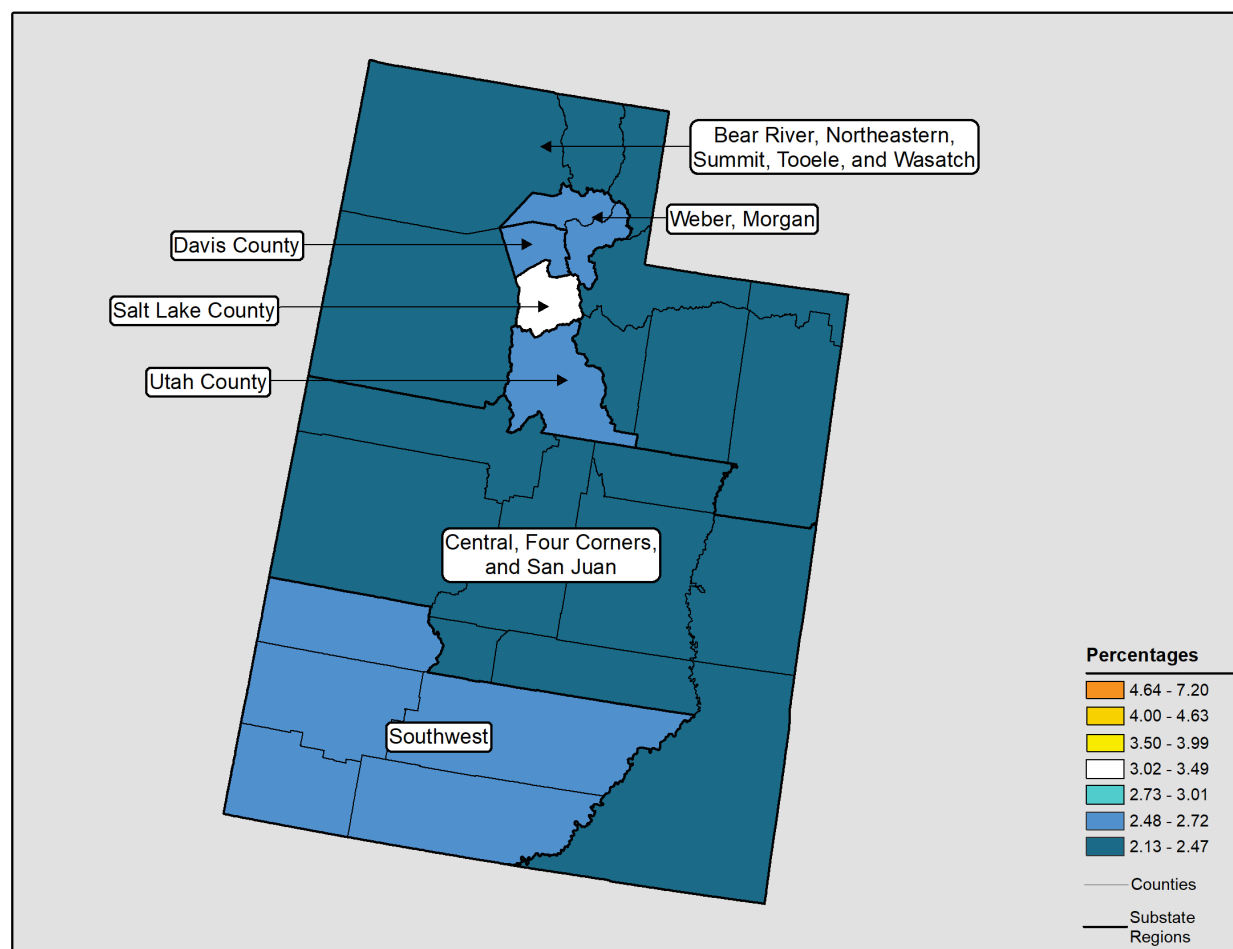 Bear River, Northeastern,
Summit, Tooele, and Wasatch
Weber, Morgan
Davis County
Salt Lake County
Utah County
Central, Four Corners,
and San Juan
Southwest
Percentages
4.64 - 7.20
4.00 - 4.63
3.50 - 3.99
3.02 - 3.49
2.73 - 3.01
2.48 - 2.72
2.13 - 2.47
Counties
Substate
Regions